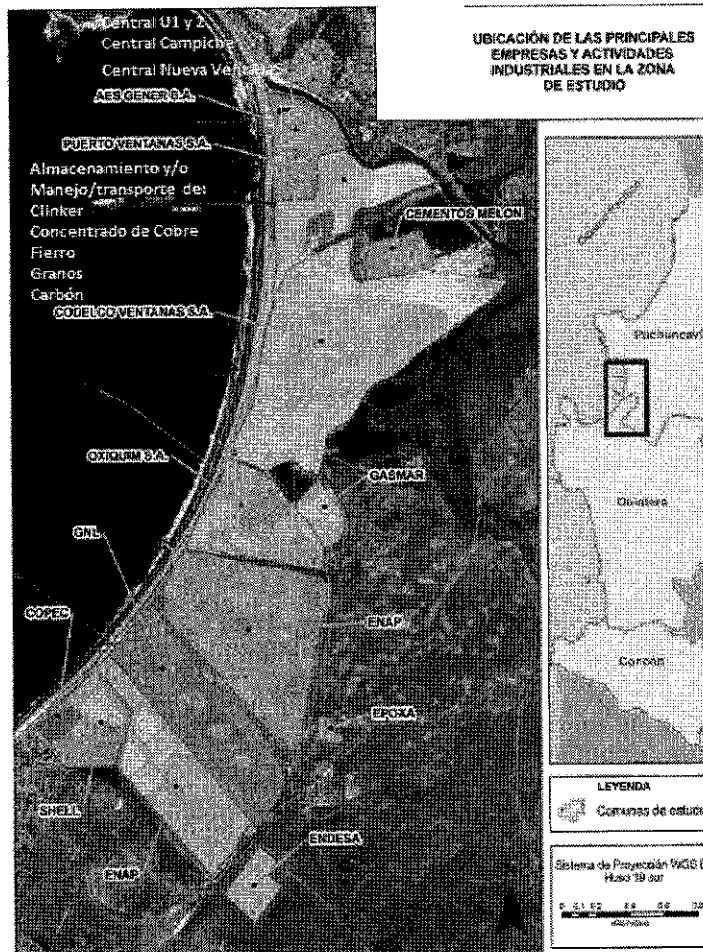 UBICACIÓN DE LAS PRINCIPALES
EMPRESAS Y ACTIVIDADES
INDUSTRIALES EN LA ZONA
DE ESTUDIO
Central U1 y 2
Central Campiche
Central Nueva
AES GENER S.A.
PUERTO VENTANAS S.A.
Almacenamiento y/o
Manejo/transporte de:
Clinker
Concentrado de Cobre
Fierro
Granos
Carbón
CEMENTOS MELON
CODELCO VENTANAS S.A.
OXIQUIM S.A.
GASMAR
GNL
COPEC
ENAP
EPOXA
SHELL
ENAP
ENDESA
Puchuncaví
Quintero
Concón
LEYENDA
Comunas de estudio
Sistema de Proyección WGS
Huso 19 sur